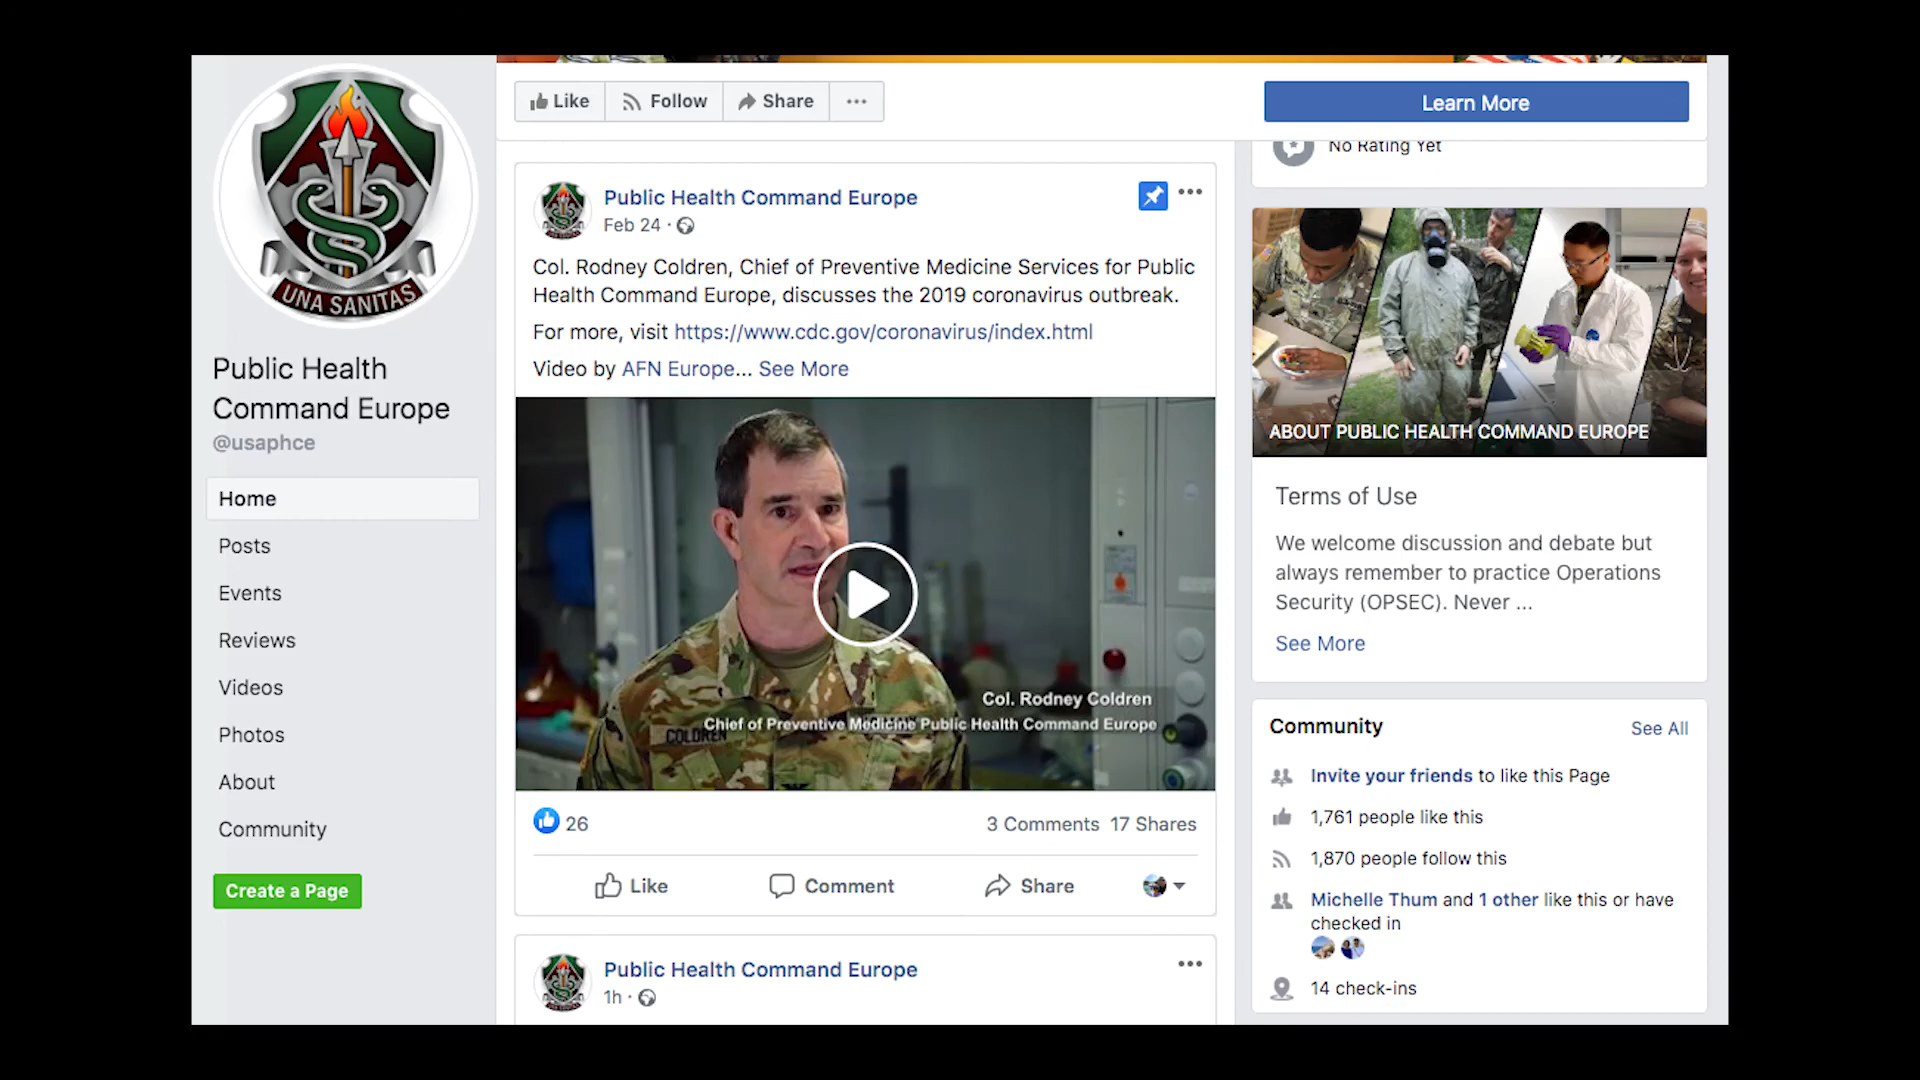 UNA SANITAS
Public Health
Command Europe
@usaphce
Home
Posts
Events
Reviews
Videos
Photos
About
Community
Create a Page
Like
Follow
Share
Learn More
Public Health Command Europe
Feb 24 ·
Col. Rodney Coldren, Chief of Preventive Medicine Services for Public
Health Command Europe, discusses the 2019 coronavirus outbreak.
For more, visit https://www.cdc.gov/coronavirus/index.html
Video by AFN Europe... See More
Col. Rodney Coldren
Chief of Preventive Medicine Public Health Command Europe
COLDREN
26
3 Comments 17 Shares
Like
Comment
Share
Public Health Command Europe
1h ·
No Rating Yet
ABOUT PUBLIC HEALTH COMMAND EUROPE
Terms of Use
We welcome discussion and debate but
always remember to practice Operations
Security (OPSEC). Never ...
See More
Community
See All
Invite your friends to like this Page
1,761 people like this
1,870 people follow this
Michelle Thum and 1 other like this or have
checked in
14 check-ins